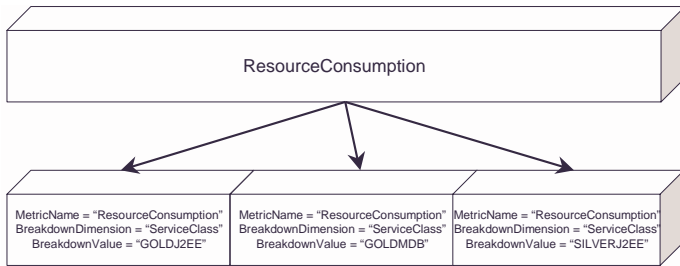 ResourceConsumption
MetricName = “ResourceConsumption”
BreakdownDimension = “ServiceClass”
BreakdownValue = “GOLDJ2EE”
MetricName = “ResourceConsumption”
BreakdownDimension = “ServiceClass”
BreakdownValue = “GOLDMDB”
MetricName = “ResourceConsumption”
BreakdownDimension = “ServiceClass”
BreakdownValue = “SILVERJ2EE”